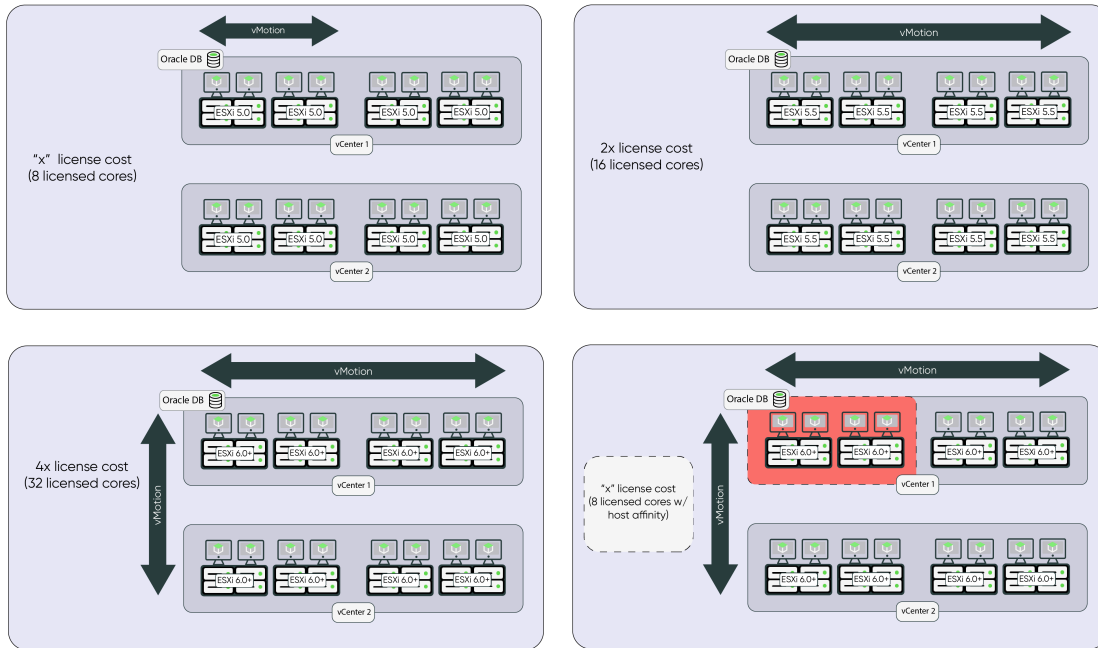 vMotion
Oracle DB
ESXi 5.0 ESXi 5.0 ESXi 5.0 ESXi 5.0
vCenter 1
"x" license cost
(8 licensed cores)
ESXi 5.0 ESXi 5.0 ESXi 5.0 ESXi 5.0
vCenter 2
vMotion
Oracle DB
ESXi 5.5 ESXi 5.5 ESXi 5.5 ESXi 5.5
vCenter 1
2x license cost
(16 licensed cores)
ESXi 5.5 ESXi 5.5 ESXi 5.5 ESXi 5.5
vCenter 2
vMotion
Oracle DB
ESXi 6.0+ ESXi 6.0+ ESXi 6.0+ ESXi 6.0+
vCenter 1
4x license cost
(32 licensed cores)
vMotion
ESXi 6.0+ ESXi 6.0+ ESXi 6.0+ ESXi 6.0+
vCenter 2
vMotion
Oracle DB
ESXi 6.0+ ESXi 6.0+ ESXi 6.0+ ESXi 6.0+
vCenter 1
"x" license cost
(8 licensed cores w/
host affinity)
vMotion
ESXi 6.0+ ESXi 6.0+ ESXi 6.0+ ESXi 6.0+
vCenter 2